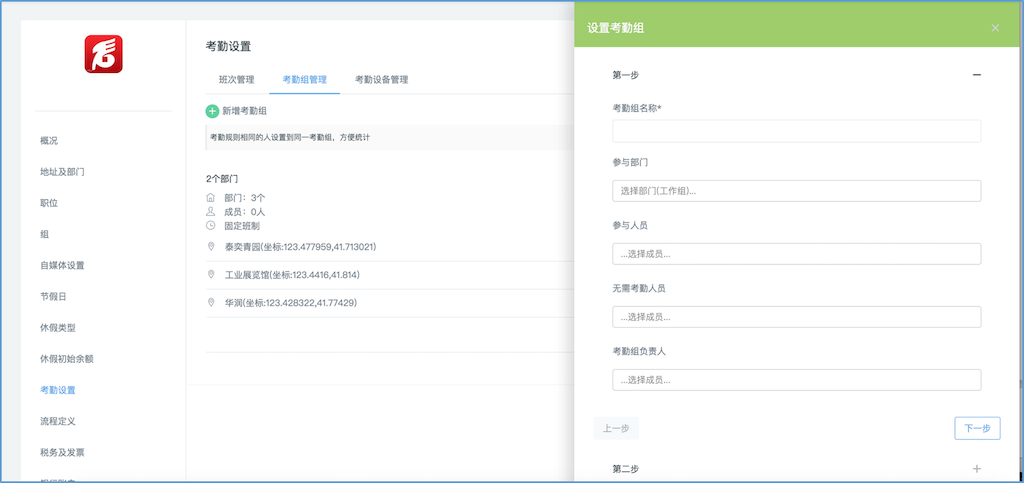 概况
地址及部门
职位
组
自媒体设置
节假日
休假类型
休假初始余额
考勤设置
流程定义
税务及发票
考勤设置
班次管理 考勤组管理 考勤设备管理
新增考勤组
考勤规则相同的人设置到同一考勤组，方便统计
2个部门
部门：3个
成员：0人
固定班制
泰奕青园(坐标:123.477959,41.713021)
工业展览馆(坐标:123.4416,41.814)
华润(坐标:123.428322,41.77429)
设置考勤组
第一步
考勤组名称*
参与部门
选择部门(工作组)...
参与人员
...选择成员...
无需考勤人员
...选择成员...
考勤组负责人
...选择成员...
上一步 下一步
第二步